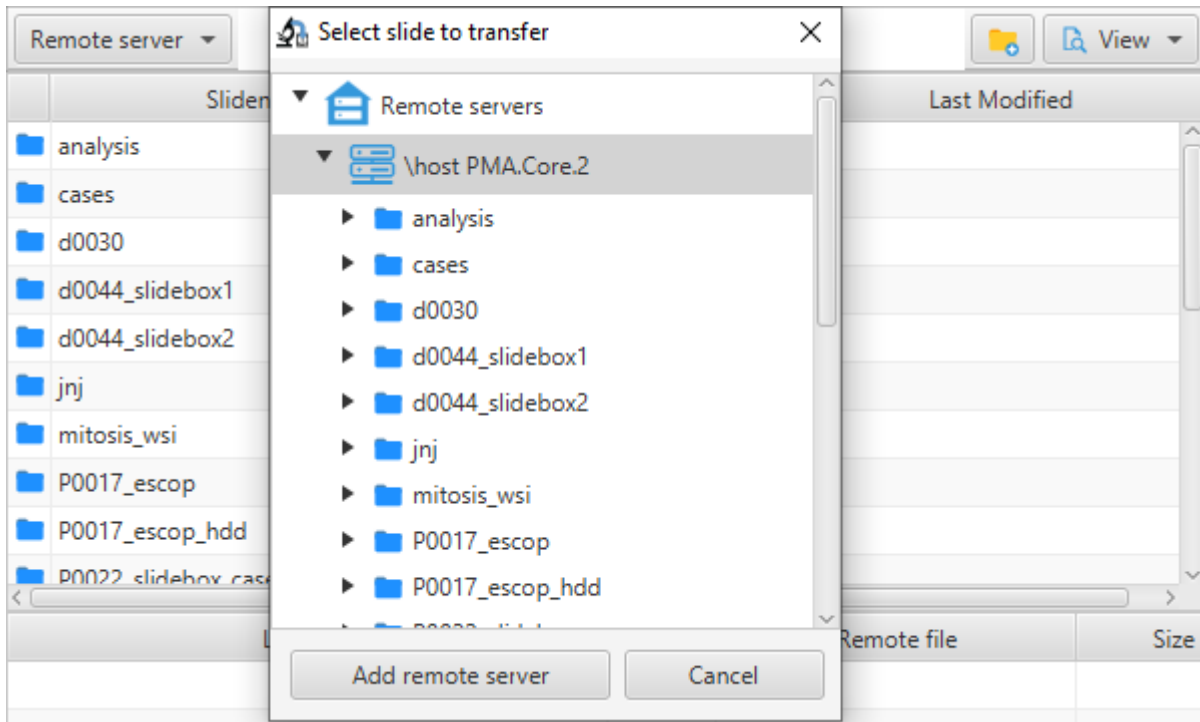 Remote server
Select slide to transfer
View
Last Modified
analysis
cases
d0030
d0044_slidebox1
d0044_slidebox2
jnj
mitosis_wsi
P0017_escop
P0017_escop_hdd
Remote servers
\host PMA.Core.2
analysis
cases
d0030
d0044_slidebox1
d0044_slidebox2
jnj
mitosis_wsi
P0017_escop
P0017_escop_hdd
Add remote server
Cancel
Remote file
Size